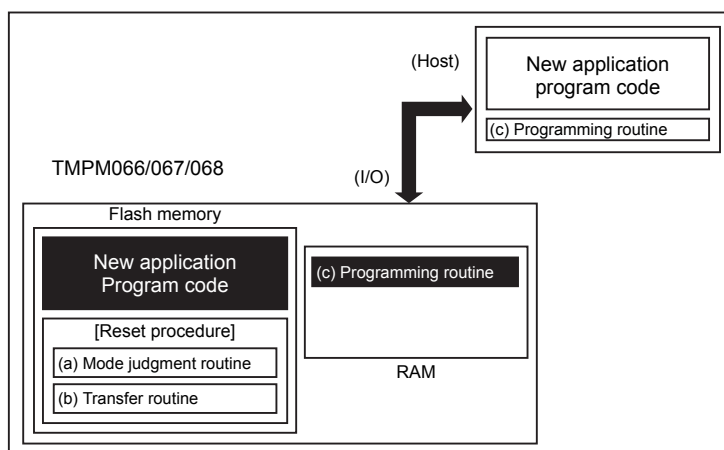 (Host)
New application
program code
(c) Programming routine
TMPM066/067/068
(I/O)
Flash memory
New application
Program code
(c) Programming routine
[Reset procedure]
(a) Mode judgment routine
(b) Transfer routine
RAM